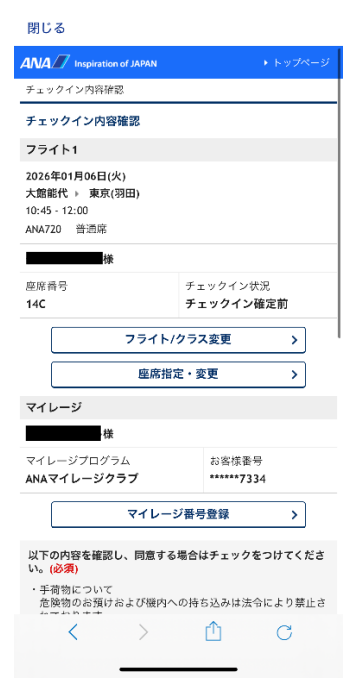 閉じる
ANA Inspiration of JAPAN
トップページ
チェックイン内容確認
チェックイン内容確認
フライト1
2026年01月06日(火)
大館能代 ▶ 東京(羽田)
10:45 - 12:00
ANA720 普通席
様
座席番号 チェックイン状況
14C チェックイン確定前
フライト/クラス変更
座席指定・変更
マイレージ
様
マイレージプログラム お客様番号
ANAマイレージクラブ ******7334
マイレージ番号登録
以下の内容を確認し、同意する場合はチェックをつけてくださ
い。(必須)
・手荷物について
危険物のお預けおよび機内への持ち込みは法令により禁止さ